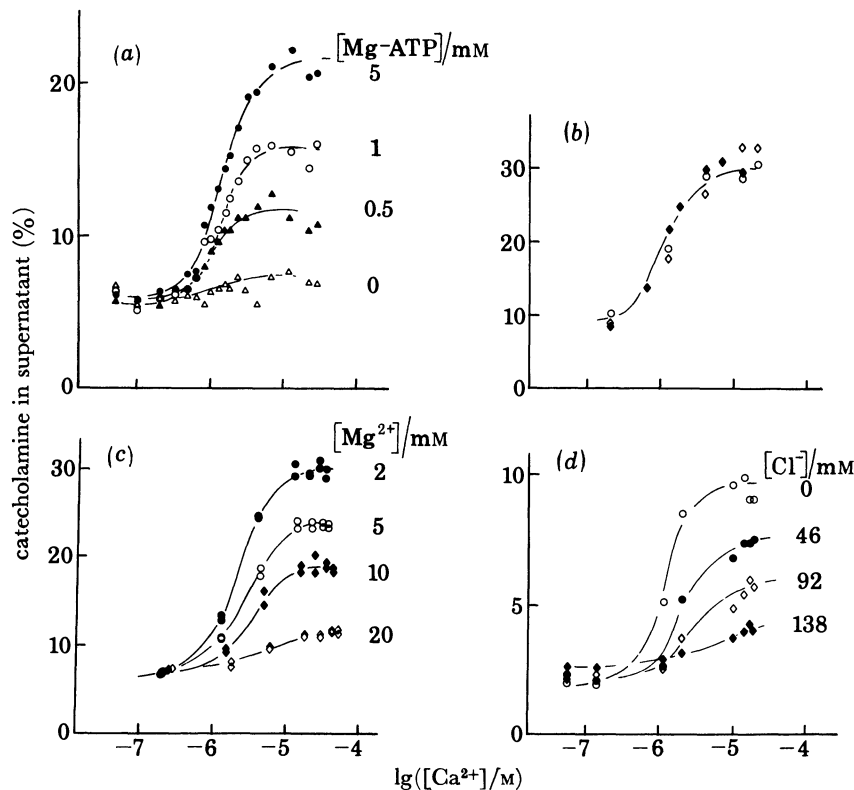 (a)
[Mg-ATP]/mM
5
1
0.5
0
20
10
0
(b)
30
20
10
0
catecholamine in supernatant (%)
(c)
[Mg²⁺]/mM
2
5
10
20
30
20
10
0
−7 −6 −5 −4
(d)
[Cl⁻]/mM
0
46
92
138
10
5
0
−7 −6 −5 −4
lg([Ca²⁺]/M)